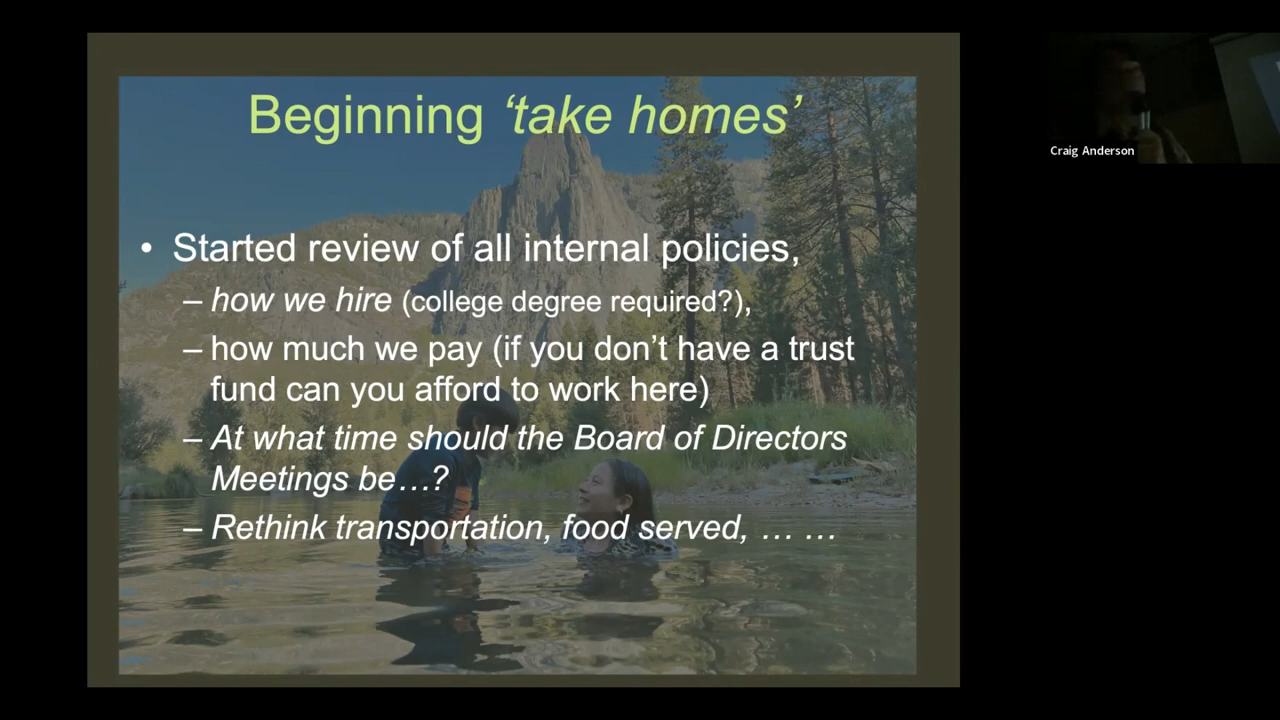 Beginning ‘take homes’
• Started review of all internal policies,
– how we hire (college degree required?),
– how much we pay (if you don’t have a trust
fund can you afford to work here)
– At what time should the Board of Directors
Meetings be…?
– Rethink transportation, food served, … …
Craig Anderson